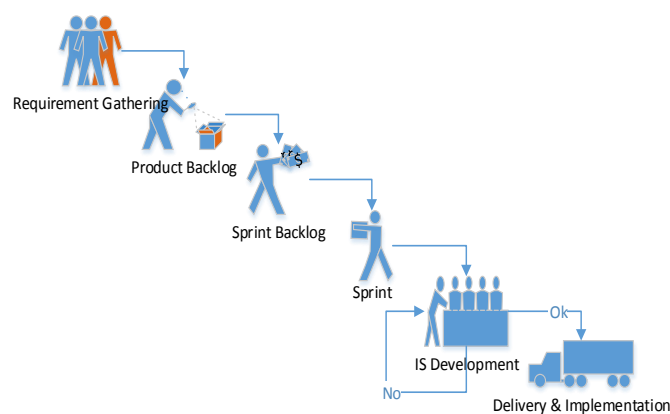 Requirement Gathering
Product Backlog
$
Sprint Backlog
Sprint
Ok
IS Development
No
Delivery & Implementation